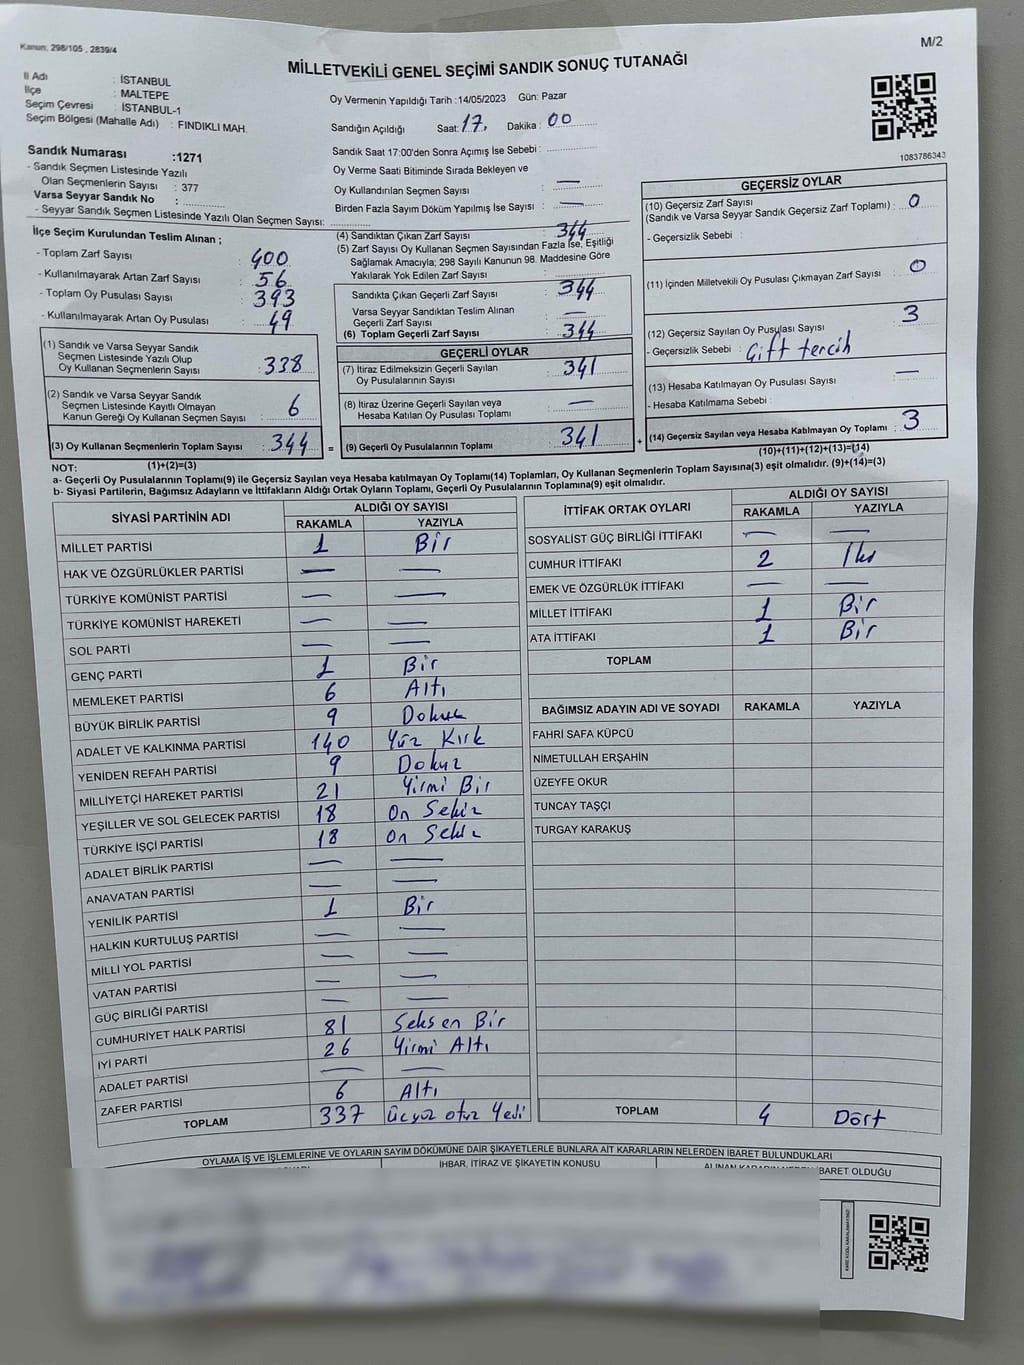 Kanun; 298/105 , 2839/4
M/2
MİLLETVEKİLİ GENEL SEÇİMİ SANDIK SONUÇ TUTANAĞI
İl Adı : İSTANBUL
İlçe : MALTEPE
Seçim Çevresi : İSTANBUL-1
Seçim Bölgesi (Mahalle Adı) : FINDIKLI MAH.
Oy Vermenin Yapıldığı Tarih :14/05/2023 Gün: Pazar
Sandığın Açıldığı Saat: 17. Dakika : 00
Sandık Saat 17:00'den Sonra Açmış İse Sebebi :
Oy Verme Saati Bitiminde Sırada Bekleyen ve
Oy Kullandırılan Seçmen Sayısı : —
Birden Fazla Sayım Döküm Yapılmış İse Sayısı : —
1083786343
Sandık Numarası :1271
- Sandık Seçmen Listesinde Yazılı
Olan Seçmenlerin Sayısı : 377
Varsa Seyyar Sandık No :
- Seyyar Sandık Seçmen Listesinde Yazılı Olan Seçmen Sayısı:
İlçe Seçim Kurulundan Teslim Alınan ;
- Toplam Zarf Sayısı : 400
- Kullanılmayarak Artan Zarf Sayısı : 56
- Toplam Oy Pusulası Sayısı : 393
- Kullanılmayarak Artan Oy Pusulası : 49
(1) Sandık ve Varsa Seyyar Sandık
Seçmen Listesinde Yazılı Olup
Oy Kullanan Seçmenlerin Sayısı : 338
(2) Sandık ve Varsa Seyyar Sandık
Seçmen Listesinde Kayıtlı Olmayan
Kanun Gereği Oy Kullanan Seçmen Sayısı : 6
(3) Oy Kullanan Seçmenlerin Toplam Sayısı : 344 =
(4) Sandıktan Çıkan Zarf Sayısı : 344
(5) Zarf Sayısı Oy Kullanan Seçmen Sayısından Fazla İse, Eşitliği
Sağlamak Amacıyla; 298 Sayılı Kanunun 98. Maddesine Göre
Yakılarak Yok Edilen Zarf Sayısı :
Sandıkta Çıkan Geçerli Zarf Sayısı : 344
Varsa Seyyar Sandıktan Teslim Alınan
Geçerli Zarf Sayısı : —
(6) Toplam Geçerli Zarf Sayısı : 344
GEÇERLİ OYLAR
(7) İtiraz Edilmeksizin Geçerli Sayılan
Oy Pusulalarının Sayısı : 341
(8) İtiraz Üzerine Geçerli Sayılan veya
Hesaba Katılan Oy Pusulası Toplamı : —
(9) Geçerli Oy Pusulalarının Toplamı : 341 +
GEÇERSİZ OYLAR
(10) Geçersiz Zarf Sayısı
(Sandık ve Varsa Seyyar Sandık Geçersiz Zarf Toplamı) : 0
- Geçersizlik Sebebi :
(11) İçinden Milletvekili Oy Pusulası Çıkmayan Zarf Sayısı : 0
(12) Geçersiz Sayılan Oy Pusulası Sayısı : 3
- Geçersizlik Sebebi : Çift tercih
(13) Hesaba Katılmayan Oy Pusulası Sayısı : —
- Hesaba Katılmama Sebebi :
(14) Geçersiz Sayılan veya Hesaba Katılmayan Oy Toplamı : 3
(10)+(11)+(12)+(13)=(14)
NOT: (1)+(2)=(3)
a- Geçerli Oy Pusulalarının Toplamı(9) ile Geçersiz Sayılan veya Hesaba katılmayan Oy Toplamı(14) Toplamları, Oy Kullanan Seçmenlerin Toplam Sayısına(3) eşit olmalıdır. (9)+(14)=(3)
b- Siyasi Partilerin, Bağımsız Adayların ve İttifakların Aldığı Ortak Oyların Toplamı, Geçerli Oy Pusulalarının Toplamına(9) eşit olmalıdır.
SİYASİ PARTİNİN ADI ALDIĞI OY SAYISI
RAKAMLA YAZIYLA
MİLLET PARTİSİ 1 Bir
HAK VE ÖZGÜRLÜKLER PARTİSİ — —
TÜRKİYE KOMÜNİST PARTİSİ — —
TÜRKİYE KOMÜNİST HAREKETİ — —
SOL PARTİ — —
GENÇ PARTİ 1 Bir
MEMLEKET PARTİSİ 6 Altı
BÜYÜK BİRLİK PARTİSİ 9 Dokuz
ADALET VE KALKINMA PARTİSİ 140 Yüz Kırk
YENİDEN REFAH PARTİSİ 9 Dokuz
MİLLİYETÇİ HAREKET PARTİSİ 21 Yirmi Bir
YEŞİLLER VE SOL GELECEK PARTİSİ 18 On Sekiz
TÜRKİYE İŞÇİ PARTİSİ 18 On Sekiz
ADALET BİRLİK PARTİSİ — —
ANAVATAN PARTİSİ — —
YENİLİK PARTİSİ 1 Bir
HALKIN KURTULUŞ PARTİSİ — —
MİLLİ YOL PARTİSİ — —
VATAN PARTİSİ — —
GÜÇ BİRLİĞİ PARTİSİ — —
CUMHURİYET HALK PARTİSİ 81 Seksen Bir
İYİ PARTİ 26 Yirmi Altı
ADALET PARTİSİ — —
ZAFER PARTİSİ 6 Altı
TOPLAM 337 Üçyüz otuz Yedi
İTTİFAK ORTAK OYLARI ALDIĞI OY SAYISI
RAKAMLA YAZIYLA
SOSYALİST GÜÇ BİRLİĞİ İTTİFAKI — —
CUMHUR İTTİFAKI 2 İki
EMEK VE ÖZGÜRLÜK İTTİFAKI — —
MİLLET İTTİFAKI 1 Bir
ATA İTTİFAKI 1 Bir
TOPLAM
BAĞIMSIZ ADAYIN ADI VE SOYADI RAKAMLA YAZIYLA
FAHRİ SAFA KÜPCÜ
NİMETULLAH ERŞAHİN
ÜZEYFE OKUR
TUNCAY TAŞÇI
TURGAY KARAKUŞ
TOPLAM 4 Dört
OYLAMA İŞ VE İŞLEMLERİNE VE OYLARIN SAYIM DÖKÜMÜNE DAİR ŞİKAYETLERLE BUNLARA AİT KARARLARIN NELERDEN İBARET BULUNDUKLARI
İHBAR, İTİRAZ VE ŞİKAYETİN KONUSU
ALINAN KARARIN NEDEN İBARET OLDUĞU